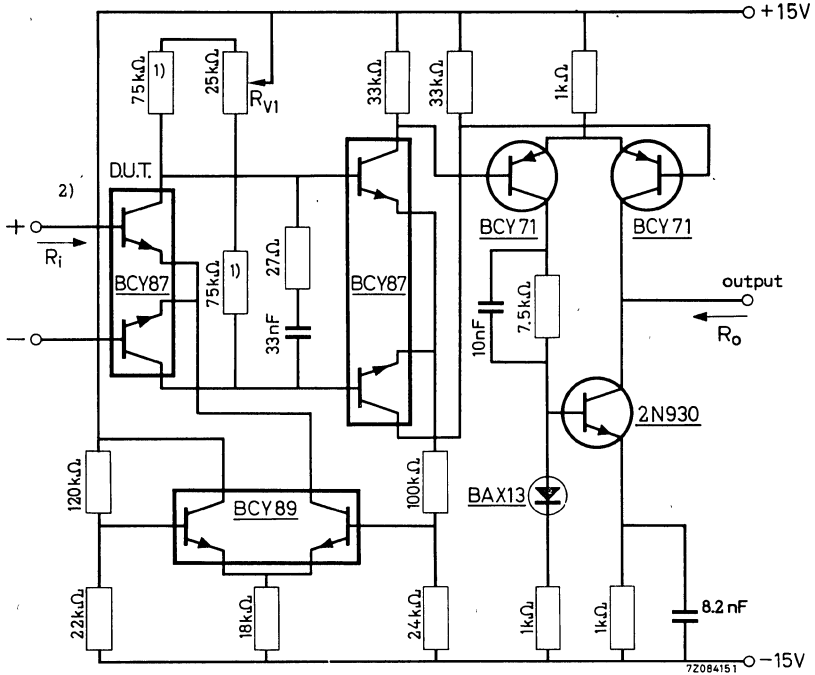 +15V
75kΩ
1)
25kΩ
RV1
33kΩ
33kΩ
1kΩ
D.U.T.
2)
+
Ri
BCY87
75kΩ
1)
27Ω
33nF
BCY87
BCY71
BCY71
10nF
7.5kΩ
output
Ro
−
2N930
120kΩ
BCY89
100kΩ
BAX13
22kΩ
18kΩ
24kΩ
1kΩ
1kΩ
8.2nF
-15V
7Z084151